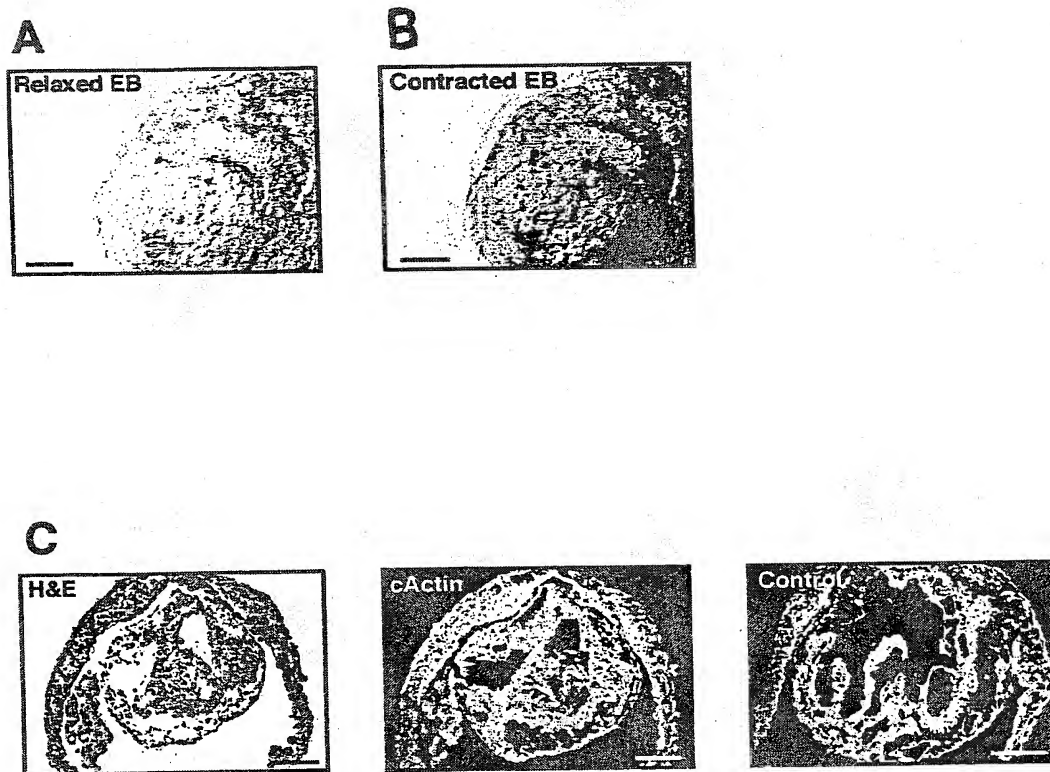 A
B
Relaxed EB
Contracted EB
C
H&E
cActin
Control